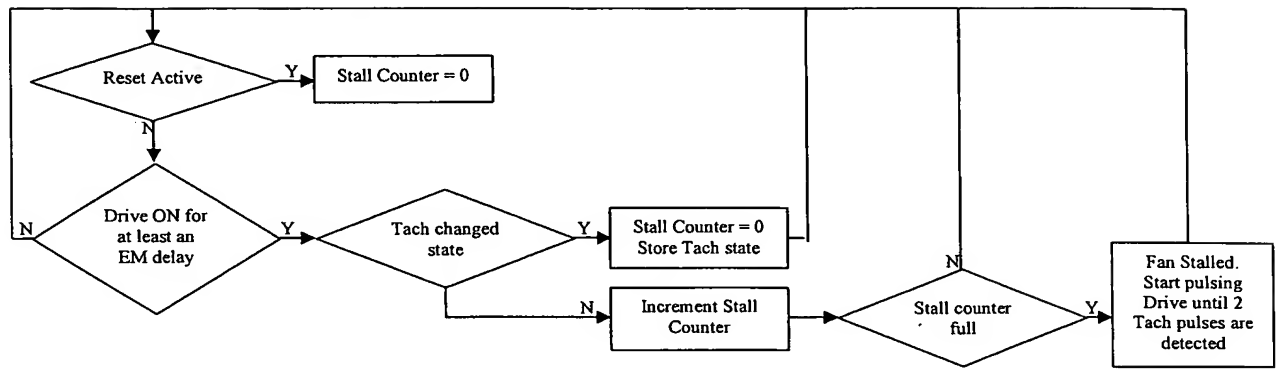 Reset Active
Y
Stall Counter = 0
N
Drive ON for
at least an
EM delay
N
Y
Tach changed
state
Y
Stall Counter = 0
Store Tach state
N
Increment Stall
Counter
N
Stall counter
full
Y
Fan Stalled.
Start pulsing
Drive until 2
Tach pulses are
detected